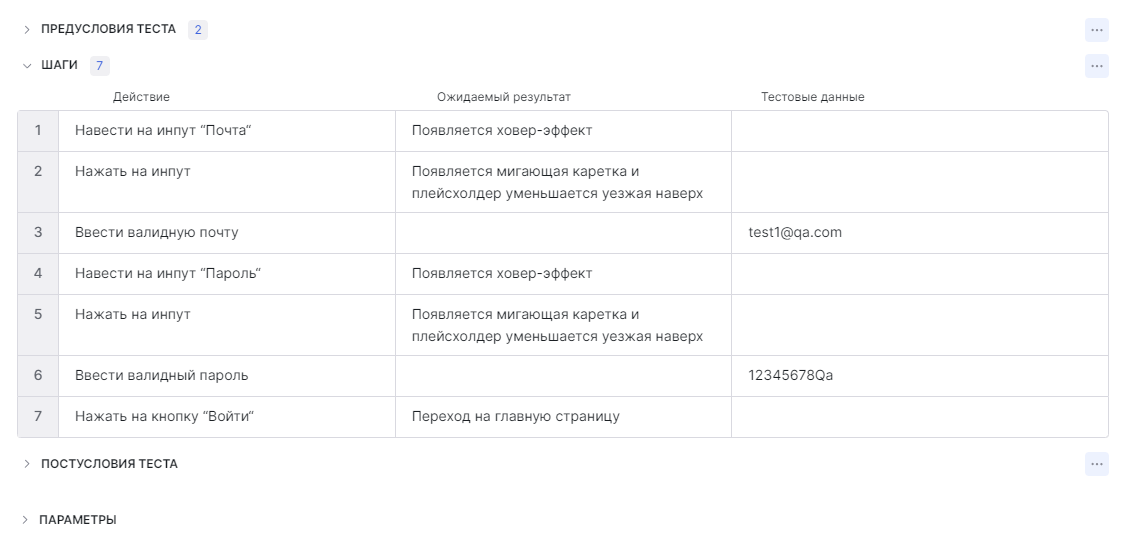 ПРЕДУСЛОВИЯ ТЕСТА 2
ШАГИ 7
Действие Ожидаемый результат Тестовые данные
1 Навести на инпут “Почта“ Появляется ховер-эффект
2 Нажать на инпут Появляется мигающая каретка и
плейсхолдер уменьшается уезжая наверх
3 Ввести валидную почту test1@qa.com
4 Навести на инпут “Пароль“ Появляется ховер-эффект
5 Нажать на инпут Появляется мигающая каретка и
плейсхолдер уменьшается уезжая наверх
6 Ввести валидный пароль 12345678Qa
7 Нажать на кнопку “Войти“ Переход на главную страницу
ПОСТУСЛОВИЯ ТЕСТА
ПАРАМЕТРЫ